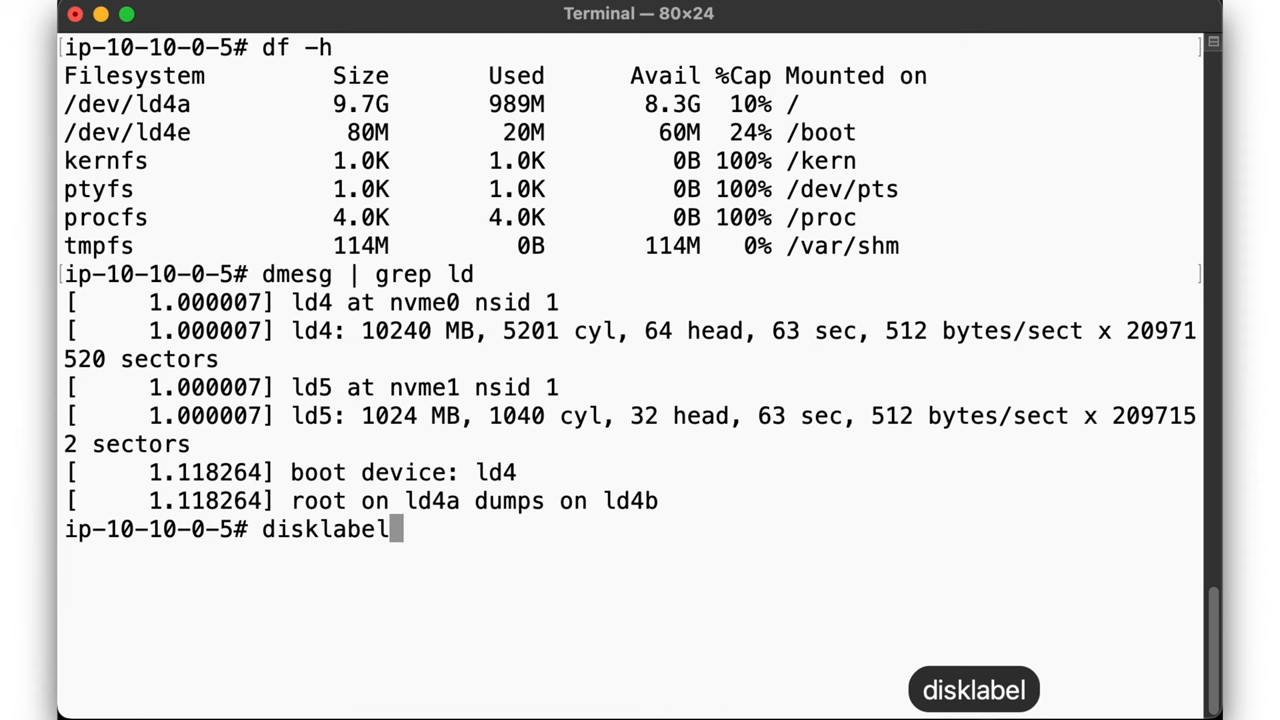 Terminal — 80×24
[ip-10-10-0-5# df -h ]
Filesystem         Size         Used        Avail %Cap Mounted on
/dev/ld4a          9.7G         989M         8.3G  10% /
/dev/ld4e           80M          20M          60M  24% /boot
kernfs             1.0K         1.0K           0B 100% /kern
ptyfs              1.0K         1.0K           0B 100% /dev/pts
procfs             4.0K         4.0K           0B 100% /proc
tmpfs              114M           0B         114M   0% /var/shm
[ip-10-10-0-5# dmesg | grep ld ]
[     1.000007] ld4 at nvme0 nsid 1
[     1.000007] ld4: 10240 MB, 5201 cyl, 64 head, 63 sec, 512 bytes/sect x 20971
520 sectors
[     1.000007] ld5 at nvme1 nsid 1
[     1.000007] ld5: 1024 MB, 1040 cyl, 32 head, 63 sec, 512 bytes/sect x 209715
2 sectors
[     1.118264] boot device: ld4
[     1.118264] root on ld4a dumps on ld4b
ip-10-10-0-5# disklabel
disklabel